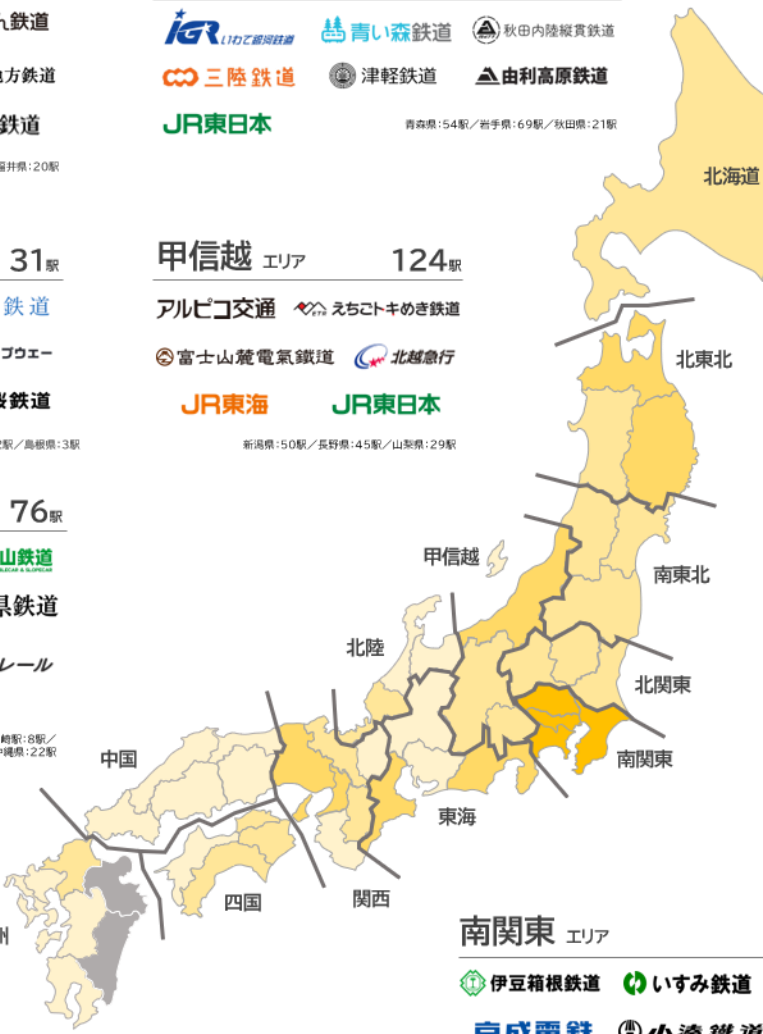 鉄道
IGRいわて銀河鉄道 青い森鉄道 秋田内陸縦貫鉄道
地方鉄道
三陸鉄道 津軽鉄道 由利高原鉄道
鉄道
JR東日本
青森県:54駅/岩手県:69駅/秋田県:21駅
福井県:20駅
31駅
鉄道
プウェー
鉄道
駅/島根県:3駅
甲信越 エリア 124駅
アルピコ交通 えちごトキめき鉄道
富士山麓電気鐵道 北越急行
JR東海 JR東日本
新潟県:50駅/長野県:45駅/山梨県:29駅
76駅
山鉄道
県鉄道
レール
崎駅:8駅/
沖縄県:22駅
北海道
北東北
甲信越
南東北
北陸
北関東
中国
南関東
東海
四国
関西
州
南関東 エリア
伊豆箱根鉄道 いすみ鉄道
京成電鉄 小湊鐵道